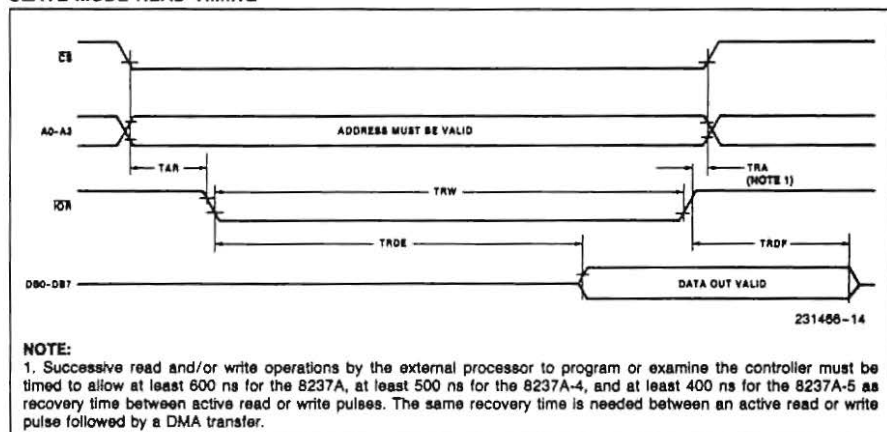 SLAVE MODE READ TIMING
CS
A0-A3
ADDRESS MUST BE VALID
TAR
TRA
(NOTE 1)
IOR
TRW
TRDE
TRDF
DB0-DB7
DATA OUT VALID
231466-14
NOTE:
1. Successive read and/or write operations by the external processor to program or examine the controller must be
timed to allow at least 600 ns for the 8237A, at least 500 ns for the 8237A-4, and at least 400 ns for the 8237A-5 as
recovery time between active read or write pulses. The same recovery time is needed between an active read or write
pulse followed by a DMA transfer.